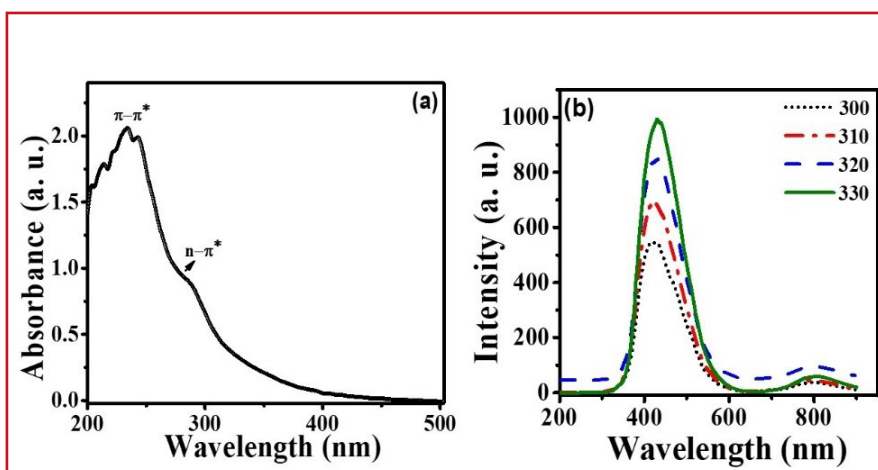 (a)
π–π*
n–π*
2.0
1.5
1.0
0.5
0.0
200 300 400 500
Absorbance (a. u.)
Wavelength (nm)
(b)
300
310
320
330
1000
800
600
400
200
0
200 400 600 800
Intensity (a. u.)
Wavelength (nm)